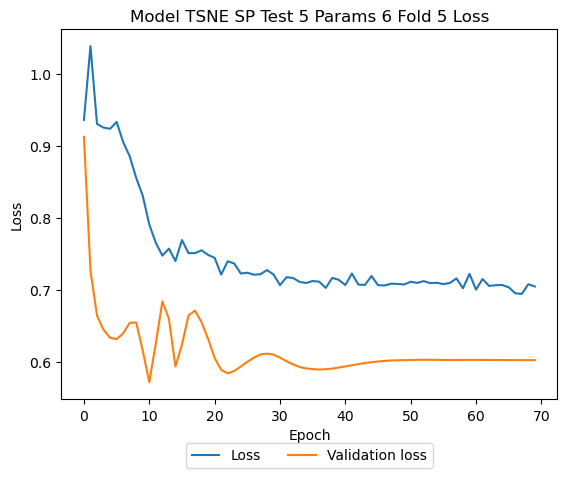 Model TSNE SP Test 5 Params 6 Fold 5 Loss
1.0
0.9
0.8
0.7
0.6
Loss
0 10 20 30 40 50 60 70
Epoch
Loss Validation loss